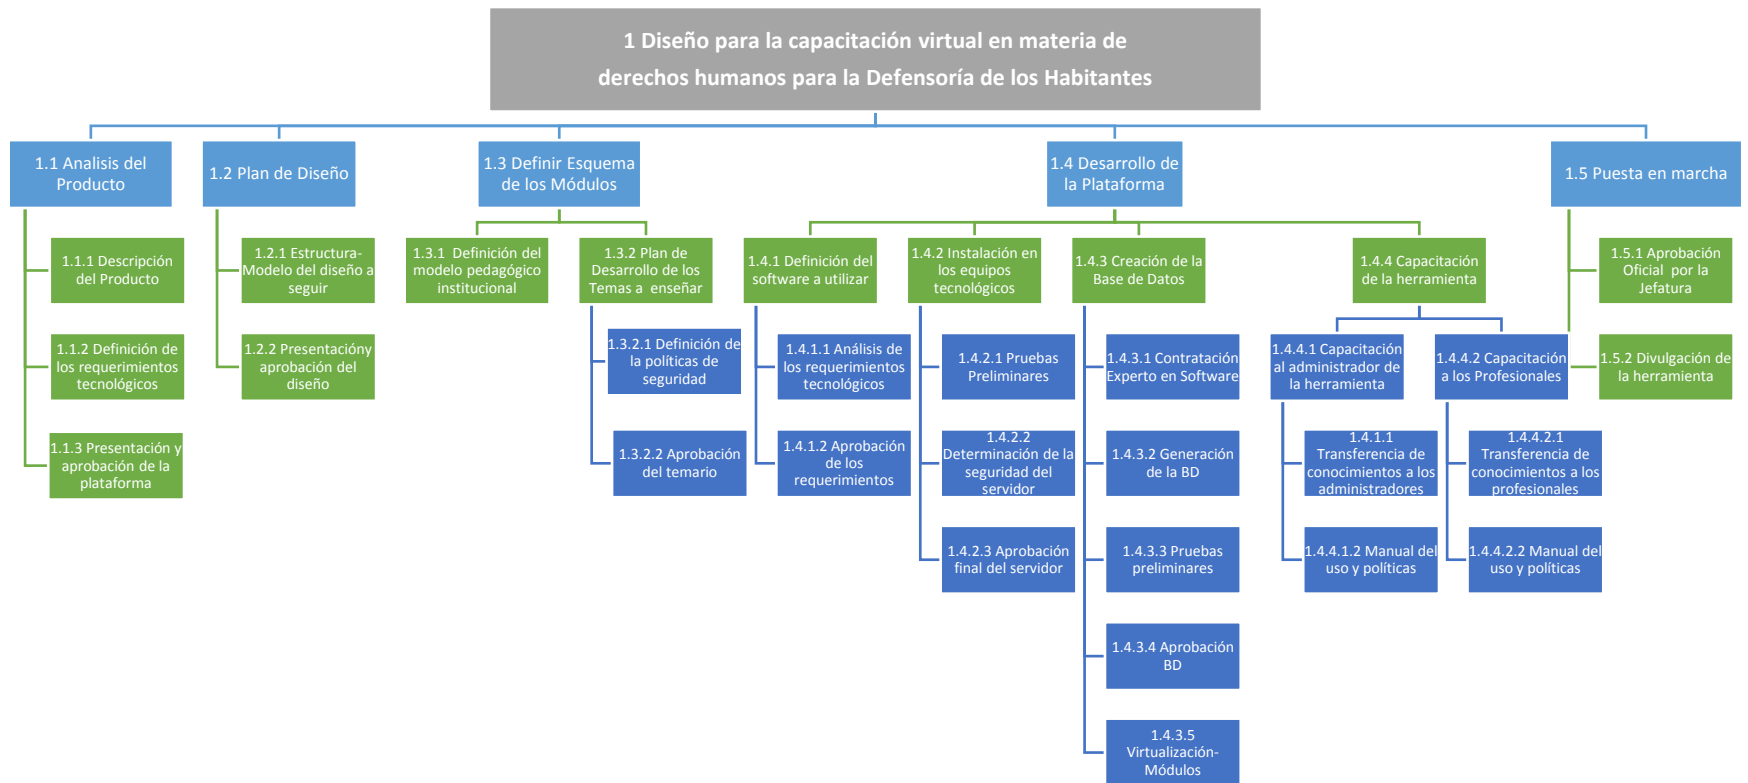 1 Diseño para la capacitación virtual en materia de
derechos humanos para la Defensoría de los Habitantes
1.1 Analisis del
Producto
1.2 Plan de Diseño
1.3 Definir Esquema
de los Módulos
1.4 Desarrollo de
la Plataforma
1.5 Puesta en marcha
1.1.1 Descripción
del Producto
1.1.2 Definición de
los requerimientos
tecnológicos
1.1.3 Presentación y
aprobación de la
plataforma
1.2.1 Estructura-
Modelo del diseño a
seguir
1.2.2 Presentacióny
aprobación del
diseño
1.3.1 Definición del
modelo pedagógico
institucional
1.3.2 Plan de
Desarrollo de los
Temas a enseñar
1.3.2.1 Definición de
la políticas de
seguridad
1.3.2.2 Aprobación
del temario
1.4.1 Definición del
software a utilizar
1.4.1.1 Análisis de
los requerimientos
tecnológicos
1.4.1.2 Aprobación
de los
requerimientos
1.4.2 Instalación en
los equipos
tecnológicos
1.4.2.1 Pruebas
Preliminares
1.4.2.2
Determinación de la
seguridad del
servidor
1.4.2.3 Aprobación
final del servidor
1.4.3 Creación de la
Base de Datos
1.4.3.1 Contratación
Experto en Software
1.4.3.2 Generación
de la BD
1.4.3.3 Pruebas
preliminares
1.4.3.4 Aprobación
BD
1.4.3.5
Virtualización-
Módulos
1.4.4 Capacitación
de la herramienta
1.4.4.1 Capacitación
al administrador de
la herramienta
1.4.1.1
Transferencia de
conocimientos a los
administradores
1.4.4.1.2 Manual del
uso y políticas
1.4.4.2 Capacitación
a los Profesionales
1.4.4.2.1
Transferencia de
conocimientos a los
profesionales
1.4.4.2.2 Manual del
uso y políticas
1.5.1 Aprobación
Oficial por la
Jefatura
1.5.2 Divulgación de
la herramienta